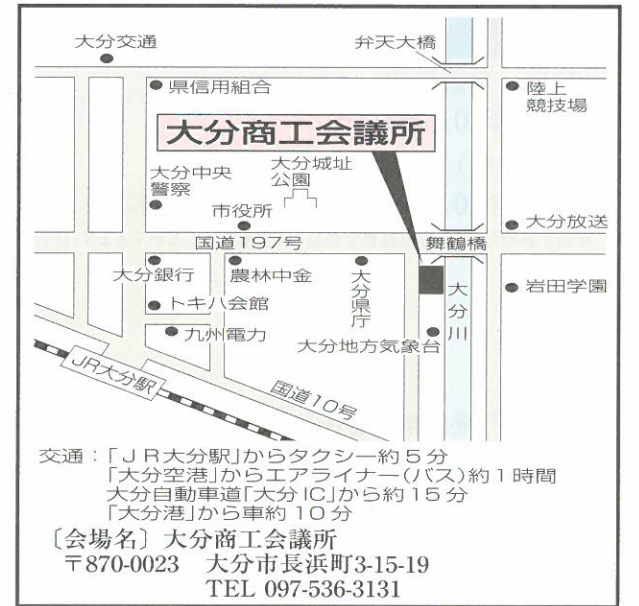 大分交通
弁天大橋
県信用組合
陸上
競技場
大分商工会議所
大分中央
警察
大分城址
公園
市役所
大分放送
国道197号
舞鶴橋
大分銀行
農林中金
大分県庁
大分川
岩田学園
トキハ会館
九州電力
大分地方気象台
JR大分駅
国道10号
交通：「ＪＲ大分駅」からタクシー約５分
「大分空港」からエアライナー（バス）約１時間
大分自動車道「大分IC」から約１５分
「大分港」から車約１０分
〔会場名〕大分商工会議所
〒870-0023　大分市長浜町3-15-19
TEL 097-536-3131